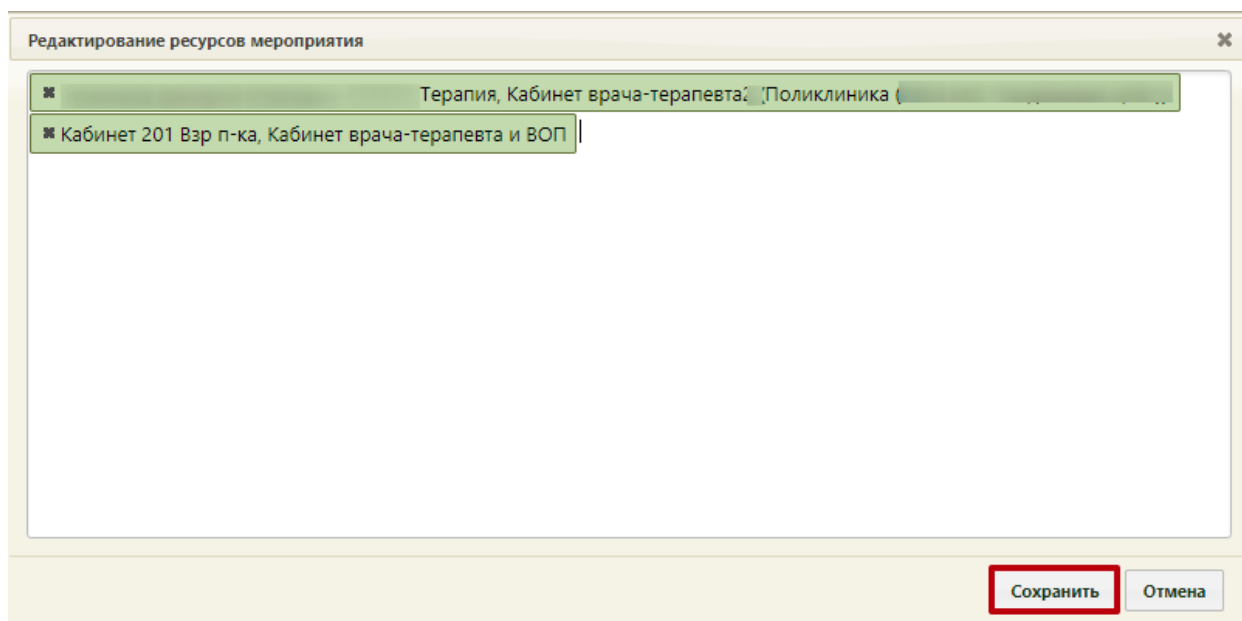 Редактирование ресурсов мероприятия
Терапия, Кабинет врача-терапевта (Поликлиника (
Кабинет 201 Взр п-ка, Кабинет врача-терапевта и ВОП
Сохранить Отмена